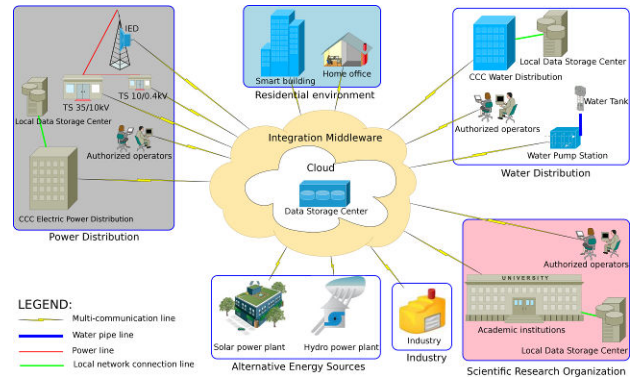 IED
TS 35/10kV
TS 10/0.4kV
Local Data Storage Center
Authorized operators
CCC Electric Power Distribution
Power Distribution
Smart building
Home office
Residential environment
CCC Water Distribution
Local Data Storage Center
Water Tank
Authorized operators
Water Pump Station
Water Distribution
Integration Middleware
Cloud
Data Storage Center
Authorized operators
UNIVERSITY
Academic institutions
Local Data Storage Center
Scientific Research Organization
Solar power plant
Hydro power plant
Alternative Energy Sources
Industry
Industry
LEGEND:
Multi-communication line
Water pipe line
Power line
Local network connection line